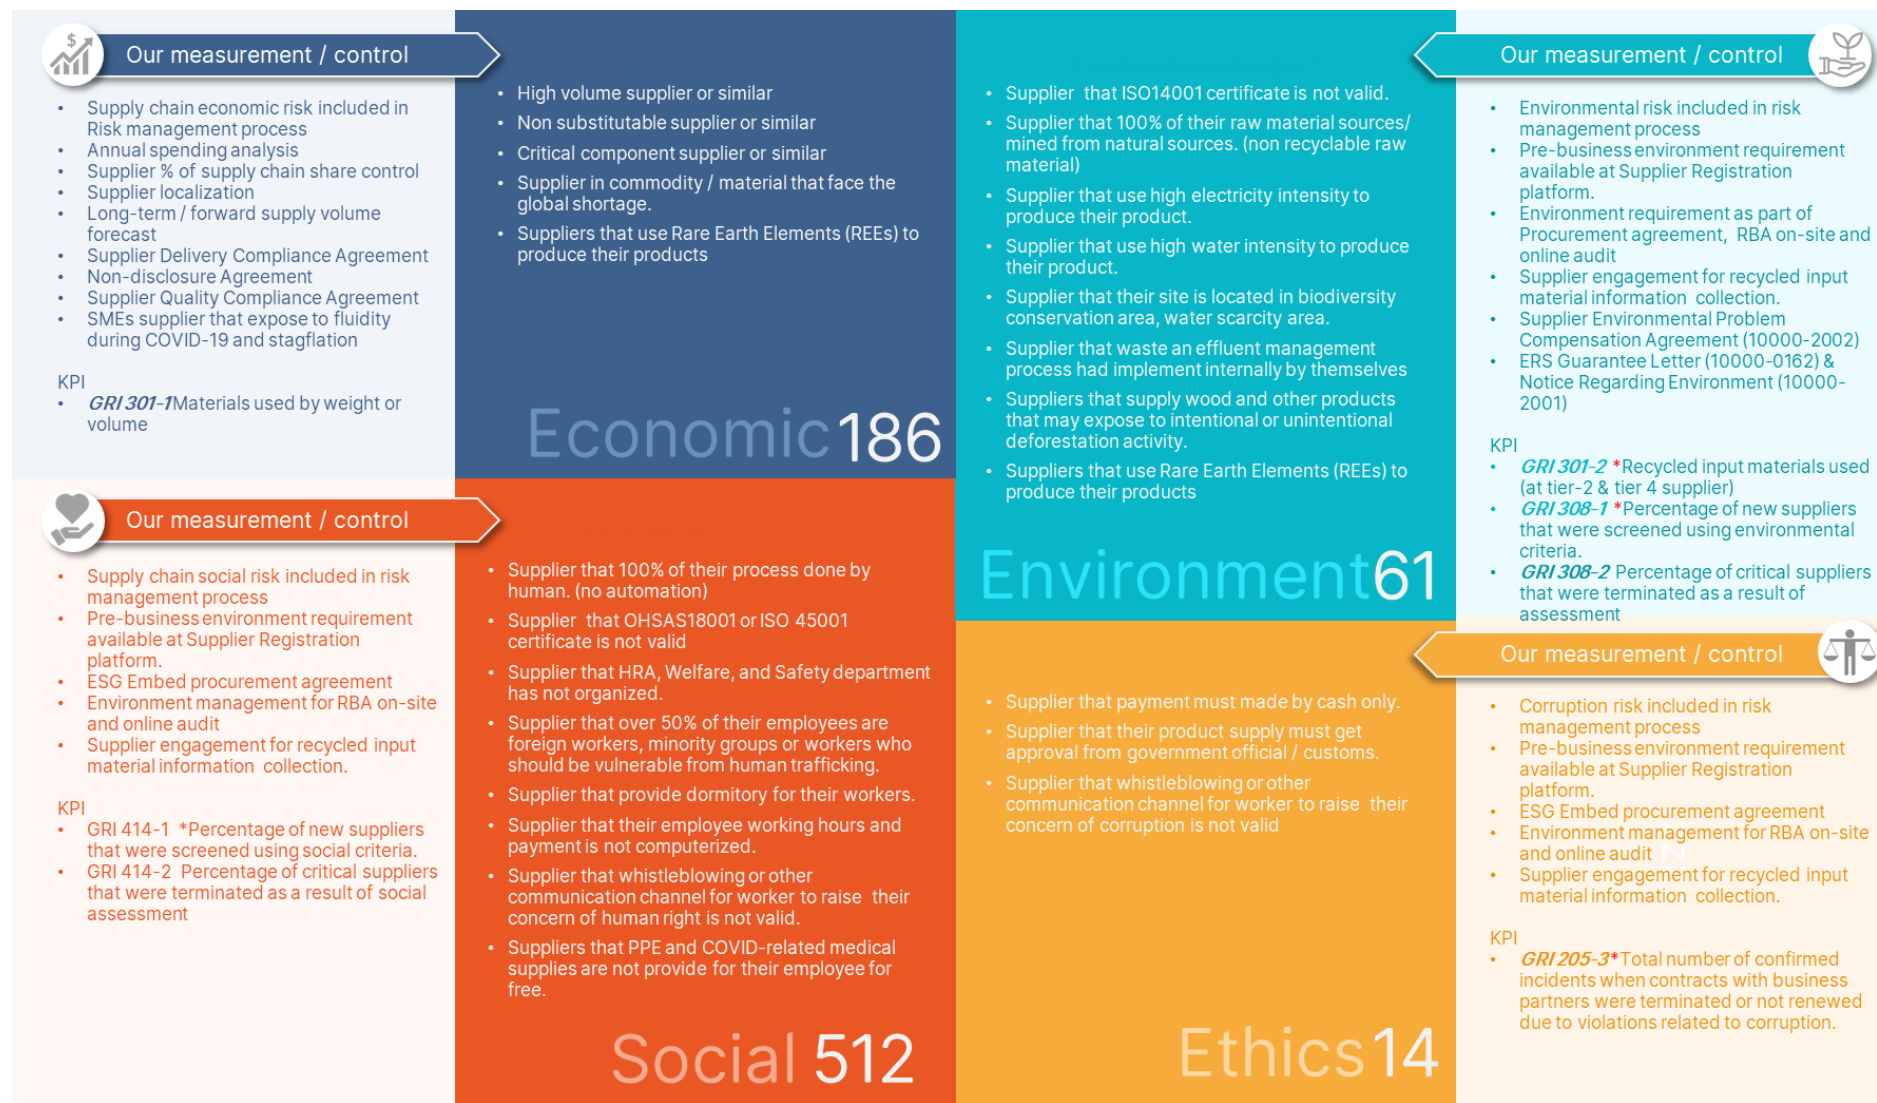 Our measurement / control
• Supply chain economic risk included in
Risk management process
• Annual spending analysis
• Supplier % of supply chain share control
• Supplier localization
• Long-term / forward supply volume
forecast
• Supplier Delivery Compliance Agreement
• Non-disclosure Agreement
• Supplier Quality Compliance Agreement
• SMEs supplier that expose to fluidity
during COVID-19 and stagflation
KPI
• GRI 301-1 Materials used by weight or
volume
• High volume supplier or similar
• Non substitutable supplier or similar
• Critical component supplier or similar
• Supplier in commodity / material that face the
global shortage.
• Suppliers that use Rare Earth Elements (REEs) to
produce their products
Economic 186
• Supplier that ISO14001 certificate is not valid.
• Supplier that 100% of their raw material sources/
mined from natural sources. (non recyclable raw
material)
• Supplier that use high electricity intensity to
produce their product.
• Supplier that use high water intensity to produce
their product.
• Supplier that their site is located in biodiversity
conservation area, water scarcity area.
• Supplier that waste an effluent management
process had implement internally by themselves
• Suppliers that supply wood and other products
that may expose to intentional or unintentional
deforestation activity.
• Suppliers that use Rare Earth Elements (REEs) to
produce their products
Environment 61
Our measurement / control
• Environmental risk included in risk
management process
• Pre-business environment requirement
available at Supplier Registration
platform.
• Environment requirement as part of
Procurement agreement, RBA on-site and
online audit
• Supplier engagement for recycled input
material information collection.
• Supplier Environmental Problem
Compensation Agreement (10000-2002)
• ERS Guarantee Letter (10000-0162) &
Notice Regarding Environment (10000-
2001)
KPI
• GRI 301-2 *Recycled input materials used
(at tier-2 & tier 4 supplier)
• GRI 308-1 *Percentage of new suppliers
that were screened using environmental
criteria.
• GRI 308-2 Percentage of critical suppliers
that were terminated as a result of
assessment
Our measurement / control
• Supply chain social risk included in risk
management process
• Pre-business environment requirement
available at Supplier Registration
platform.
• ESG Embed procurement agreement
• Environment management for RBA on-site
and online audit
• Supplier engagement for recycled input
material information collection.
KPI
• GRI 414-1 *Percentage of new suppliers
that were screened using social criteria.
• GRI 414-2 Percentage of critical suppliers
that were terminated as a result of social
assessment
• Supplier that 100% of their process done by
human. (no automation)
• Supplier that OHSAS18001 or ISO 45001
certificate is not valid
• Supplier that HRA, Welfare, and Safety department
has not organized.
• Supplier that over 50% of their employees are
foreign workers, minority groups or workers who
should be vulnerable from human trafficking.
• Supplier that provide dormitory for their workers.
• Supplier that their employee working hours and
payment is not computerized.
• Supplier that whistleblowing or other
communication channel for worker to raise their
concern of human right is not valid.
• Suppliers that PPE and COVID-related medical
supplies are not provide for their employee for
free.
Social 512
• Supplier that payment must made by cash only.
• Supplier that their product supply must get
approval from government official / customs.
• Supplier that whistleblowing or other
communication channel for worker to raise their
concern of corruption is not valid
Ethics 14
Our measurement / control
• Corruption risk included in risk
management process
• Pre-business environment requirement
available at Supplier Registration
platform.
• ESG Embed procurement agreement
• Environment management for RBA on-site
and online audit
• Supplier engagement for recycled input
material information collection.
KPI
• GRI 205-3 *Total number of confirmed
incidents when contracts with business
partners were terminated or not renewed
due to violations related to corruption.